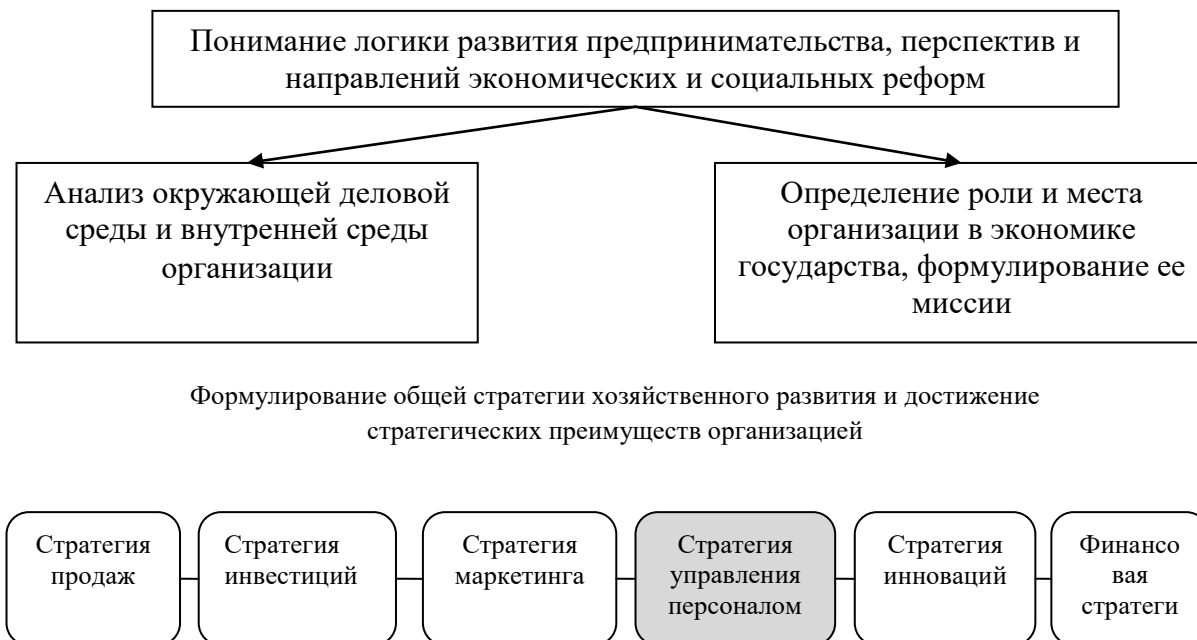 Понимание логики развития предпринимательства, перспектив и
направлений экономических и социальных реформ
Анализ окружающей деловой
среды и внутренней среды
организации
Определение роли и места
организации в экономике
государства, формулирование ее
миссии
Формулирование общей стратегии хозяйственного развития и достижение
стратегических преимуществ организацией
Стратегия
продаж
Стратегия
инвестиций
Стратегия
маркетинга
Стратегия
управления
персоналом
Стратегия
инноваций
Финансо
вая
стратеги